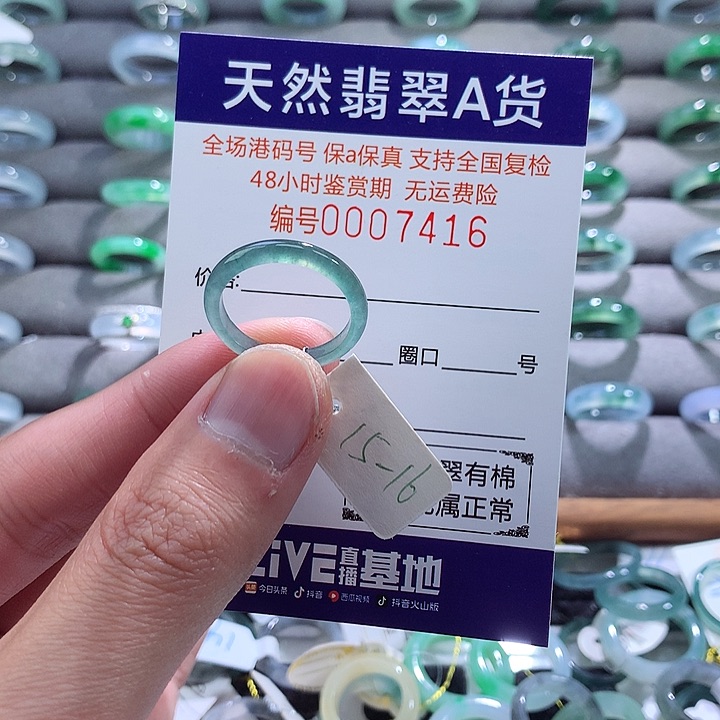 天然翡翠A货
全场港码号 保a保真 支持全国复检
48小时鉴赏期 无运费险
编号0007416
价格:
圈口 号
15-16
翠有棉
属正常
LIVE直播基地
今日头条 抖音 西瓜视频 抖音火山版